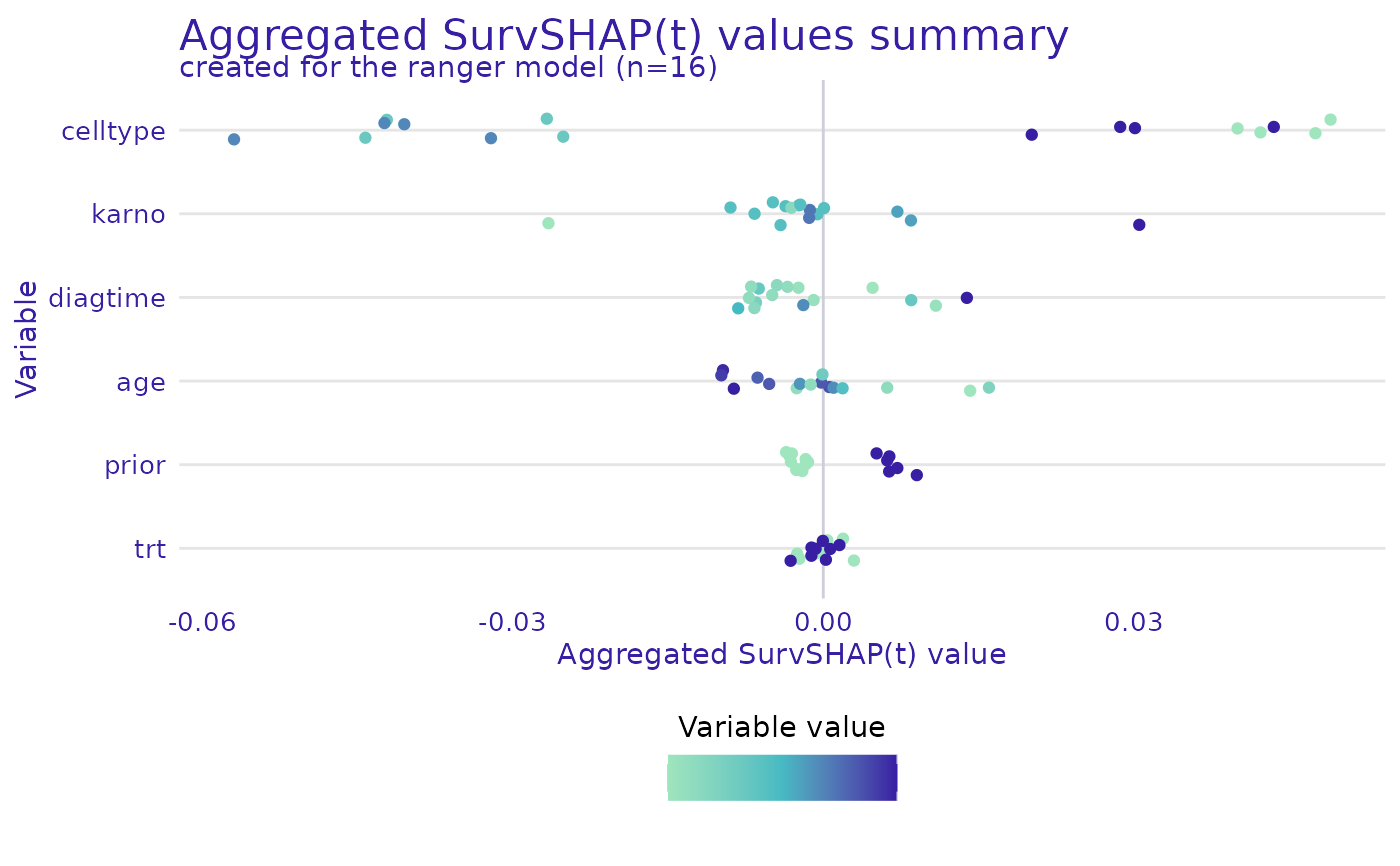 Aggregated SurvSHAP(t) values summary
created for the ranger model (n=16)
Variable
celltype
karno
diagtime
age
prior
trt
-0.06 -0.03 0.00 0.03
Aggregated SurvSHAP(t) value
Variable value